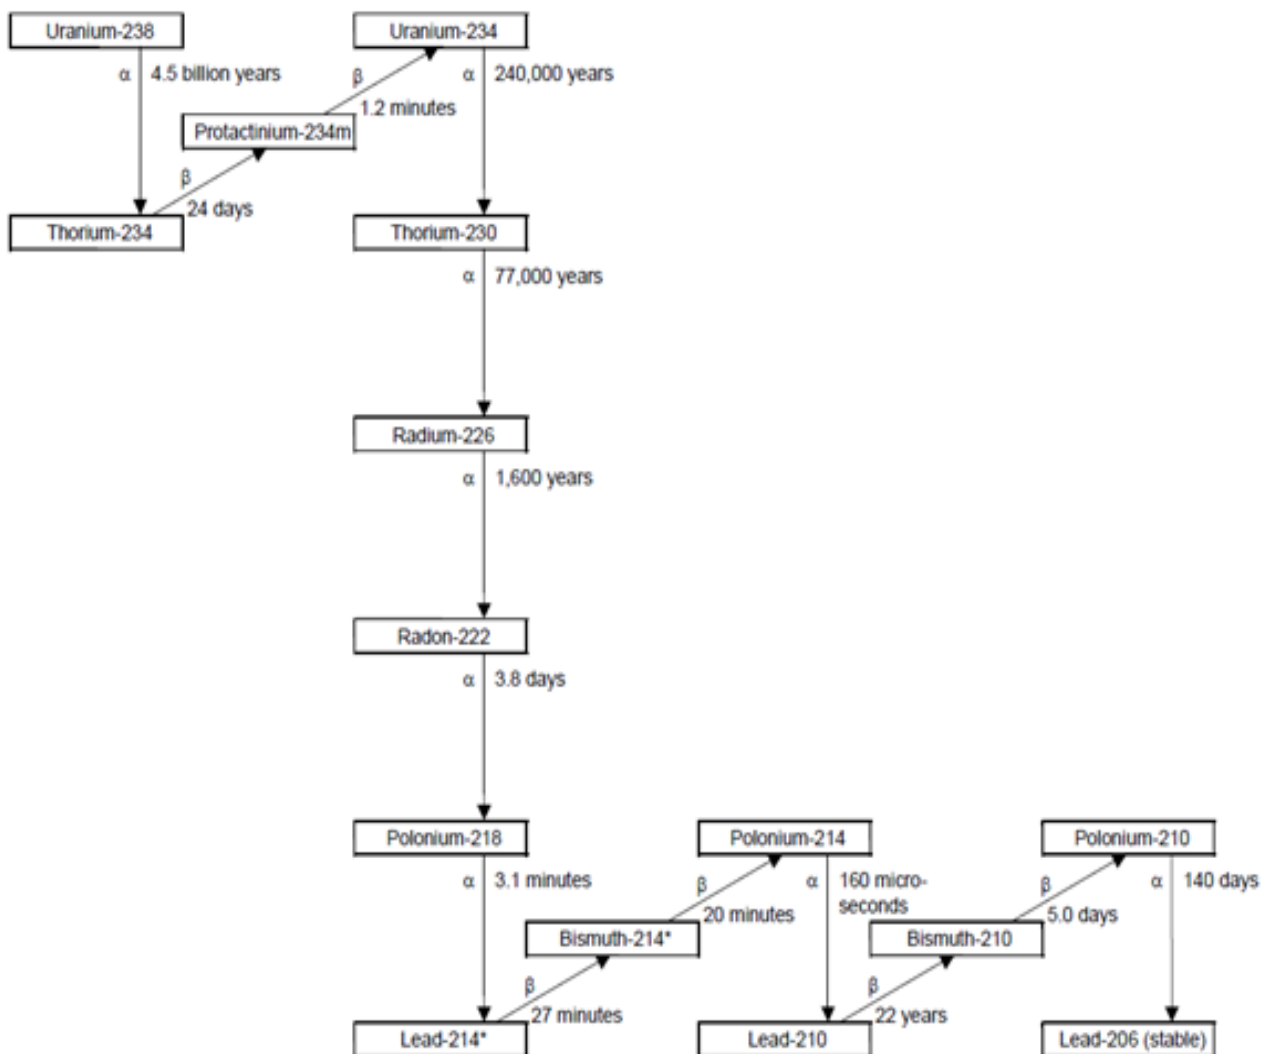 Uranium-238
Uranium-234
α 4.5 billion years
β
α 240,000 years
1.2 minutes
Protactinium-234m
β
24 days
Thorium-234
Thorium-230
α 77,000 years
Radium-226
α 1,600 years
Radon-222
α 3.8 days
Polonium-218
Polonium-214
Polonium-210
α 3.1 minutes
β
α 160 micro-
seconds
β
α 140 days
20 minutes
5.0 days
Bismuth-214*
Bismuth-210
β
27 minutes
β
22 years
Lead-214*
Lead-210
Lead-206 (stable)